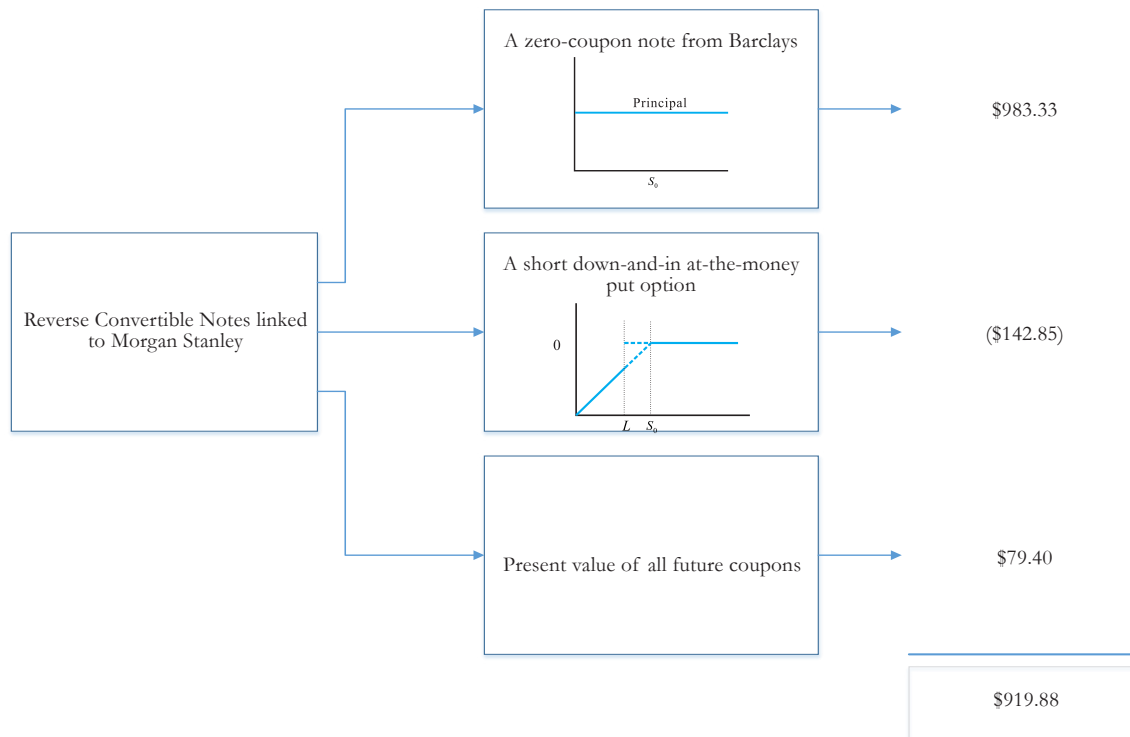 A zero-coupon note from Barclays
Principal
S₀
$983.33
Reverse Convertible Notes linked
to Morgan Stanley
A short down-and-in at-the-money
put option
0
L S₀
($142.85)
Present value of all future coupons
$79.40
$919.88